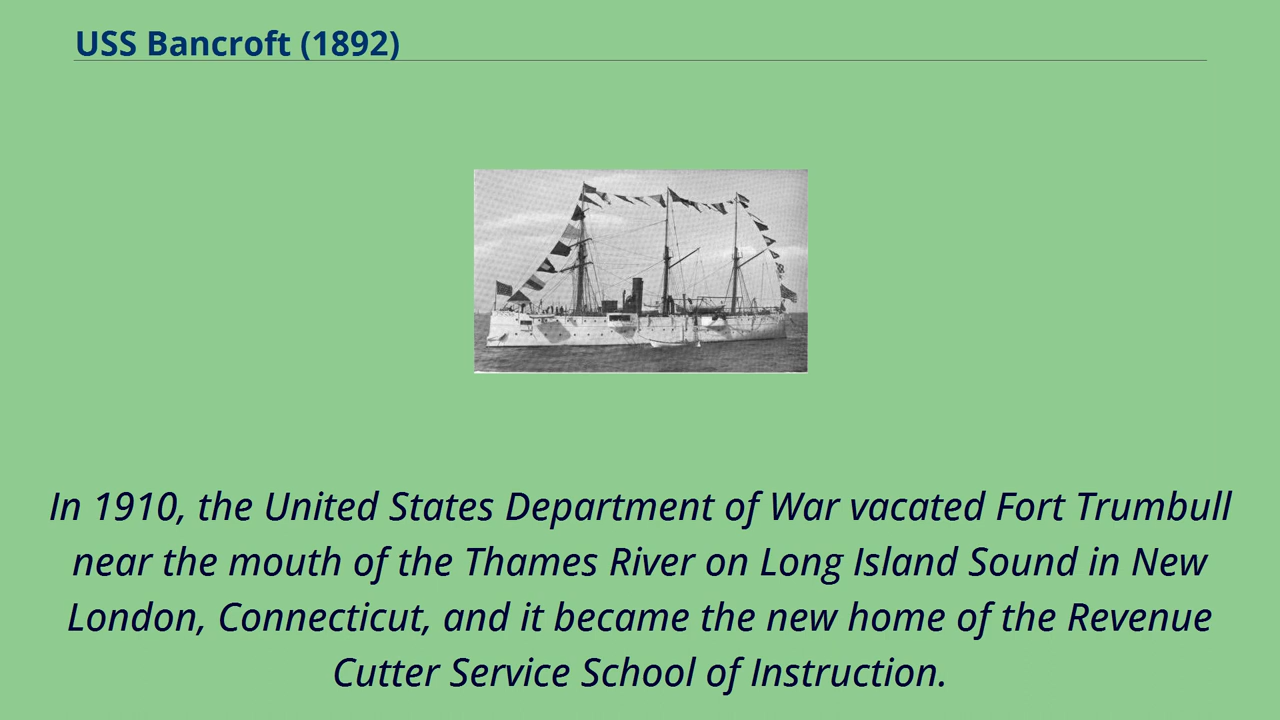 USS Bancroft (1892)
In 1910, the United States Department of War vacated Fort Trumbull
near the mouth of the Thames River on Long Island Sound in New
London, Connecticut, and it became the new home of the Revenue
Cutter Service School of Instruction.